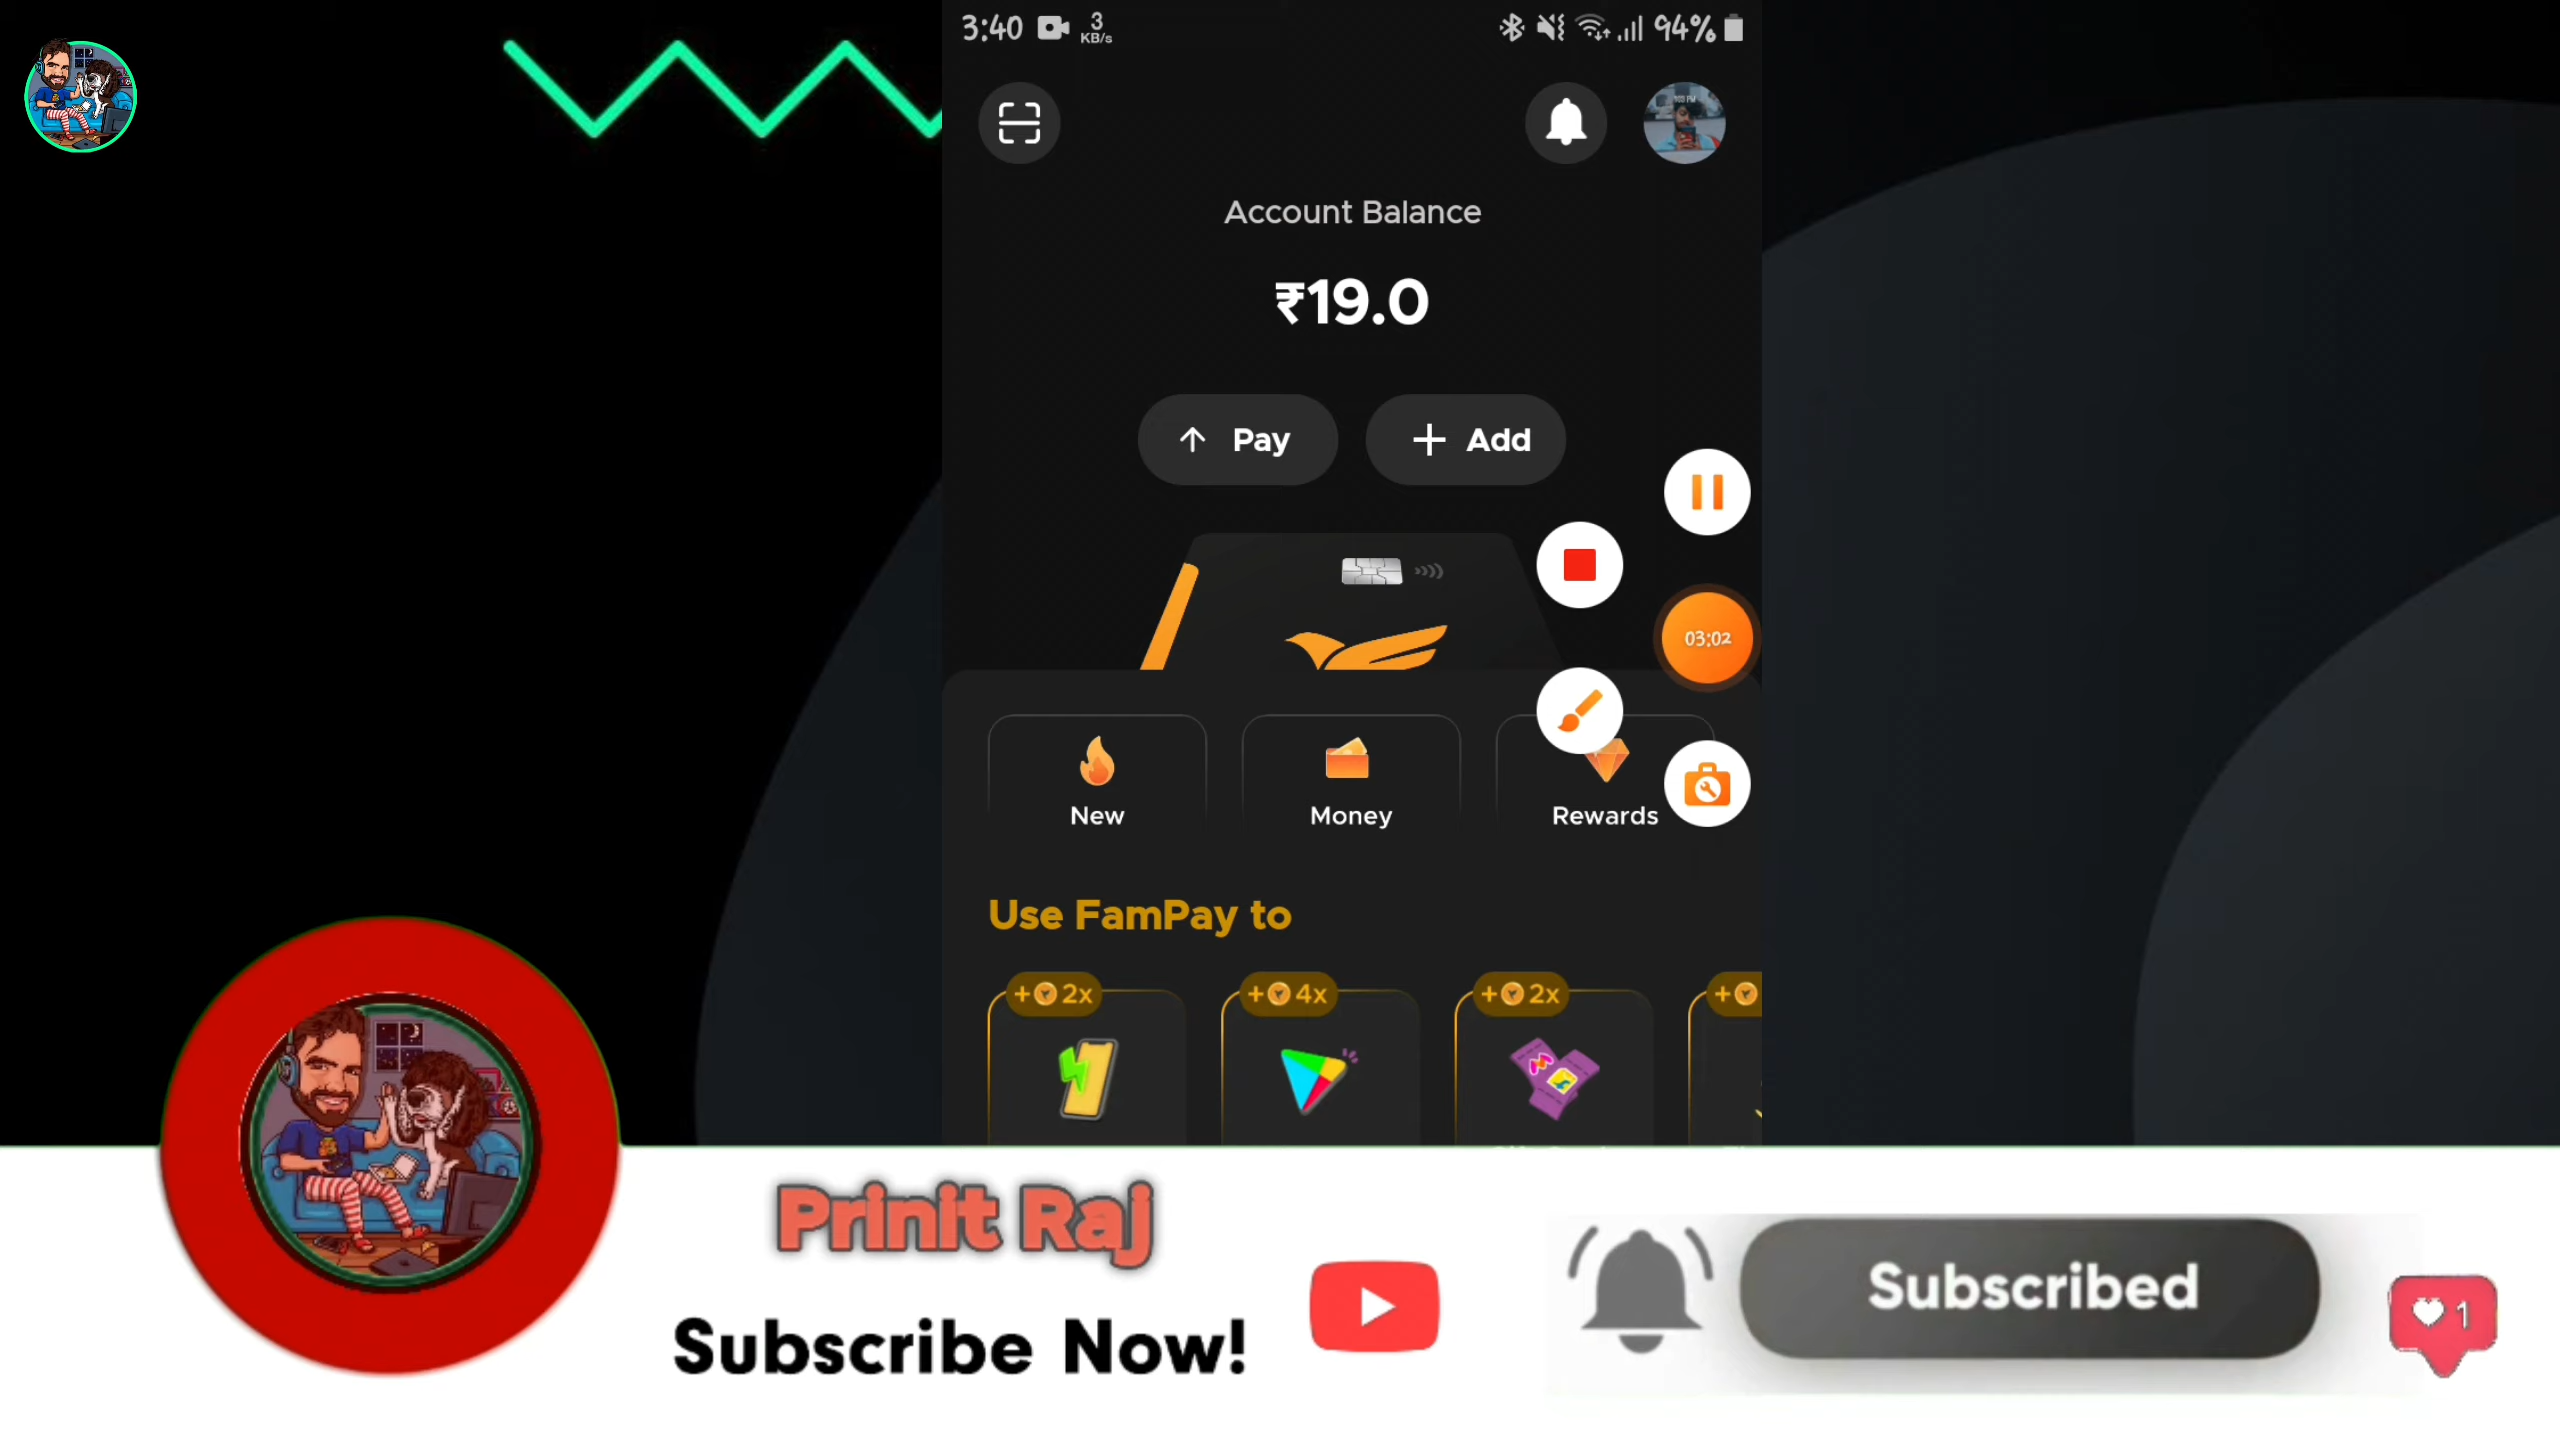 3:40 3 KB/s 94%
Account Balance
₹19.0
Pay Add
03:02
New Money Rewards
Use FamPay to
+ 2x + 4x + 2x +
Prinit Raj
Subscribe Now!
Subscribed
1